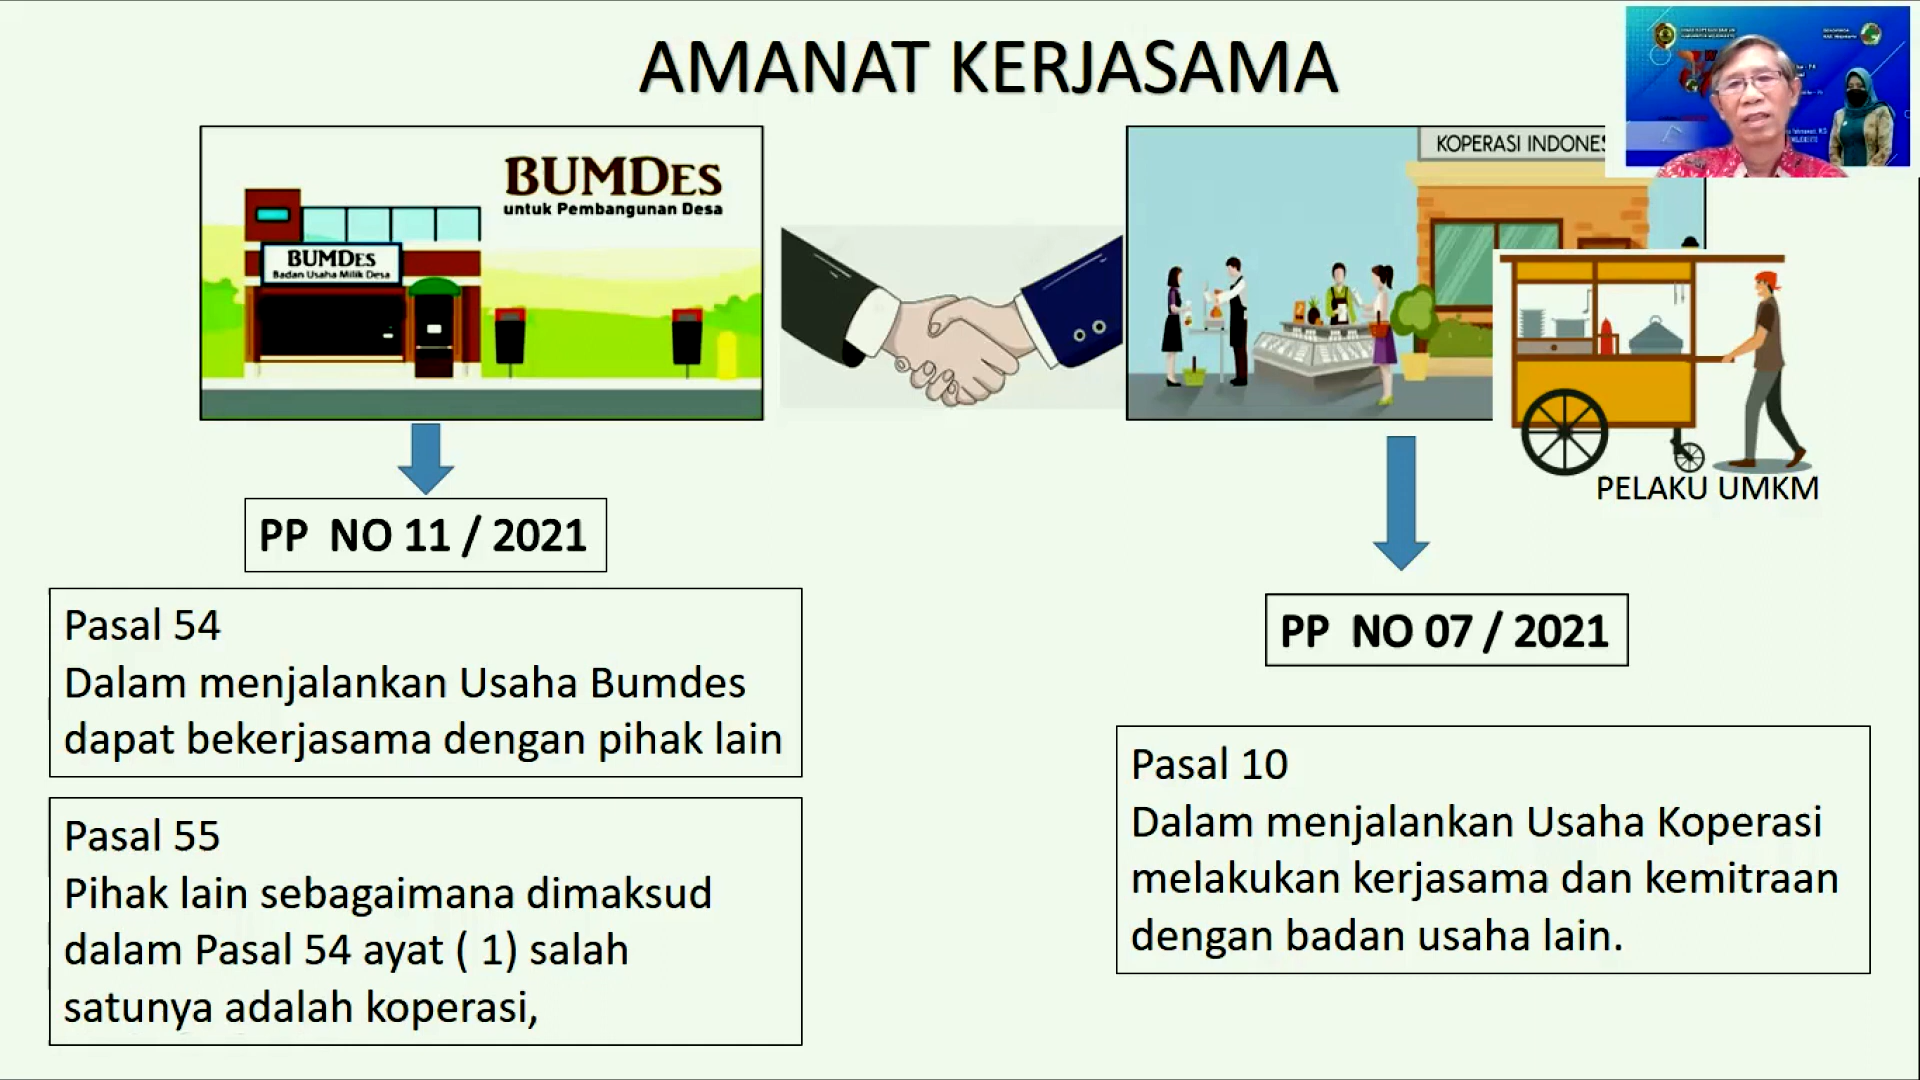 AMANAT KERJASAMA
BUMDES
untuk Pembangunan Desa
BUMDES
Badan Usaha Milik Desa
KOPERASI INDONES
PELAKU UMKM
PP NO 11 / 2021
Pasal 54
Dalam menjalankan Usaha Bumdes
dapat bekerjasama dengan pihak lain
Pasal 55
Pihak lain sebagaimana dimaksud
dalam Pasal 54 ayat ( 1) salah
satunya adalah koperasi,
PP NO 07 / 2021
Pasal 10
Dalam menjalankan Usaha Koperasi
melakukan kerjasama dan kemitraan
dengan badan usaha lain.